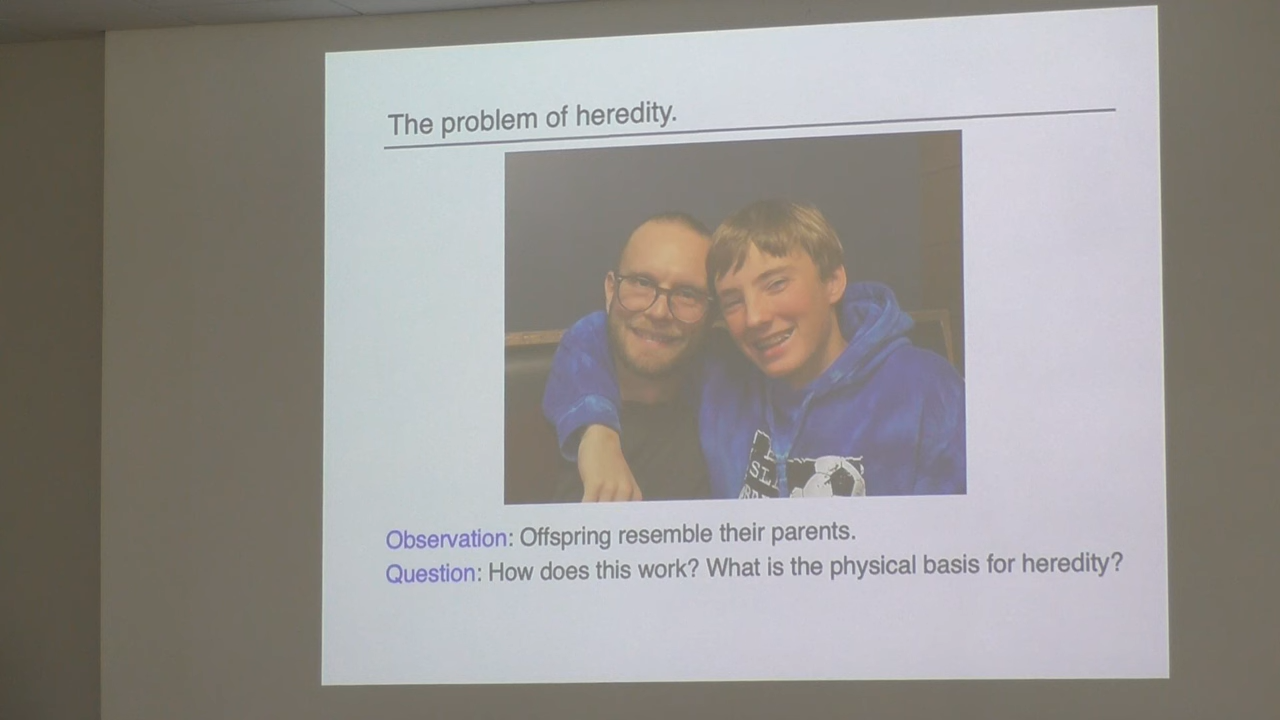 The problem of heredity.
SL
Observation: Offspring resemble their parents.
Question: How does this work? What is the physical basis for heredity?